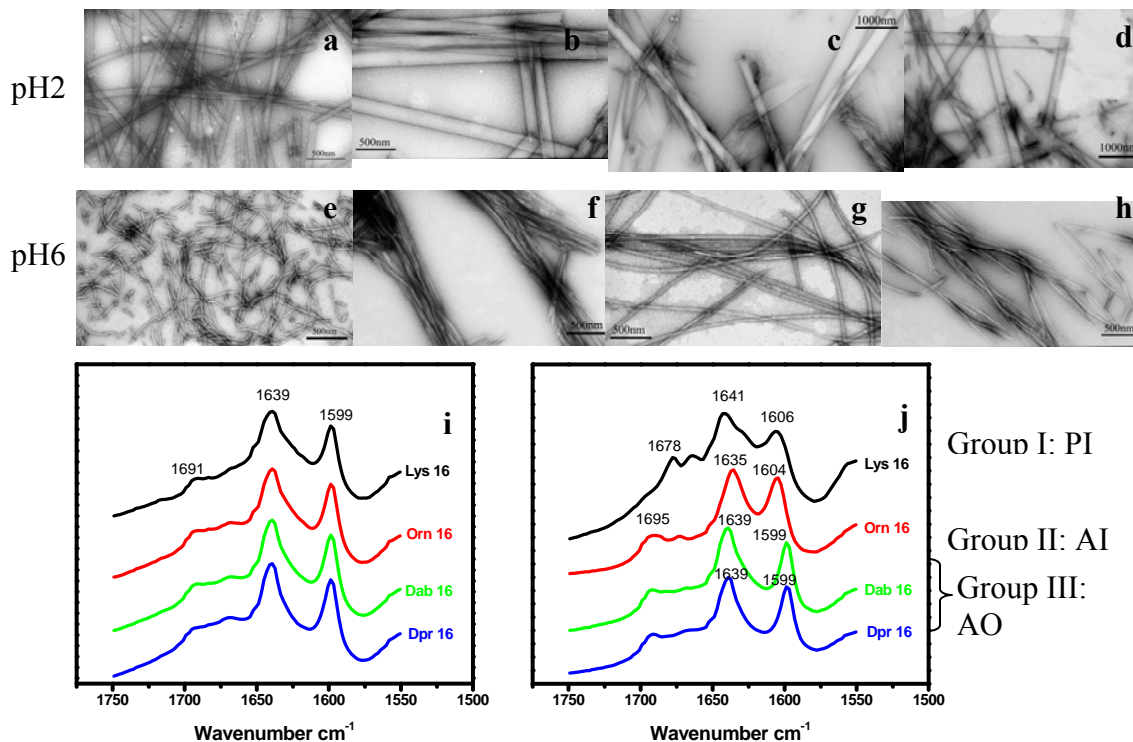 pH2
a
500nm
b
500nm
c
1000nm
d
1000nm
pH6
e
500nm
f
500nm
g
500nm
h
500nm
i
1639
1599
1691
Lys 16
Orn 16
Dab 16
Dpr 16
1750 1700 1650 1600 1550 1500
Wavenumber cm-1
j
1641
1606
1678
Lys 16
1635
1604
1695
Orn 16
1639
1599
Dab 16
1639
1599
Dpr 16
1750 1700 1650 1600 1550 1500
Wavenumber cm-1
Group I: PI
Group II: AI
Group III:
AO